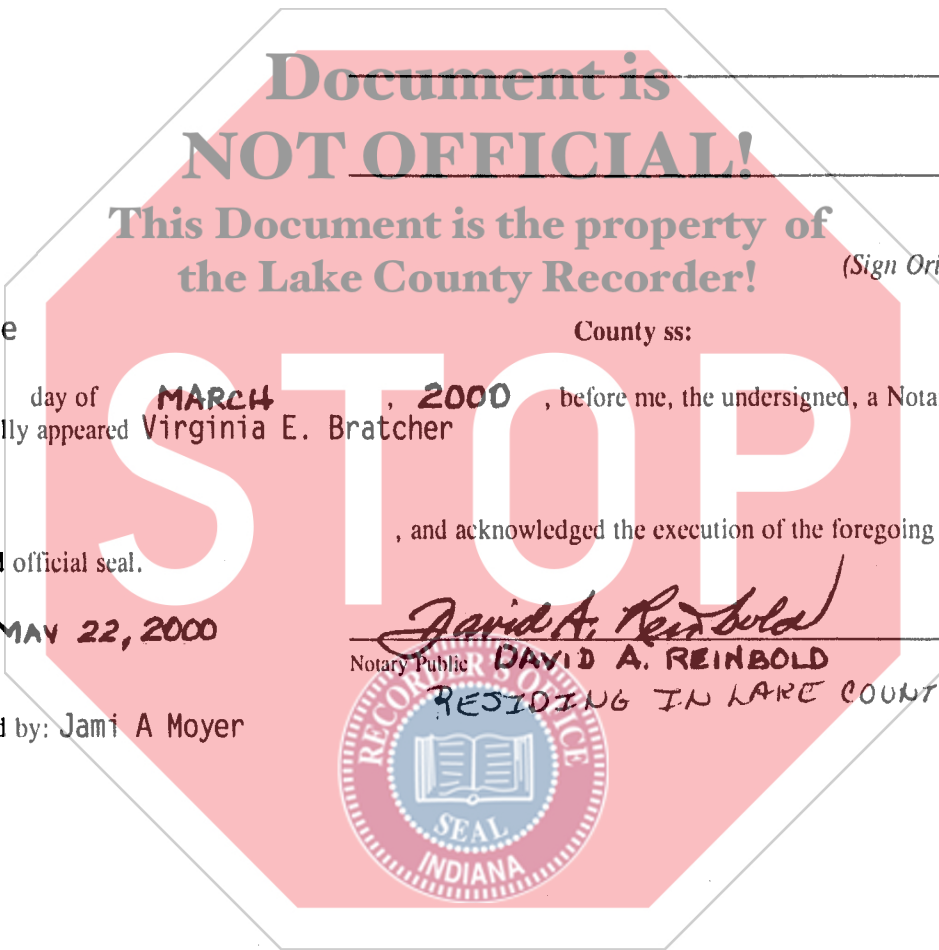 Document is
NOT OFFICIAL!
This Document is the property of
the Lake County Recorder!
(Sign Ori
e County ss:
day of MARCH , 2000 , before me, the undersigned, a Nota
lly appeared Virginia E. Bratcher
STOP
, and acknowledged the execution of the foregoing
d official seal.
MAY 22, 2000 David A. Reinbold
Notary Public DAVID A. REINBOLD
RESIDING IN LAKE COUNT
d by: Jami A Moyer
RECORDER'S OFFICE
SEAL
INDIANA